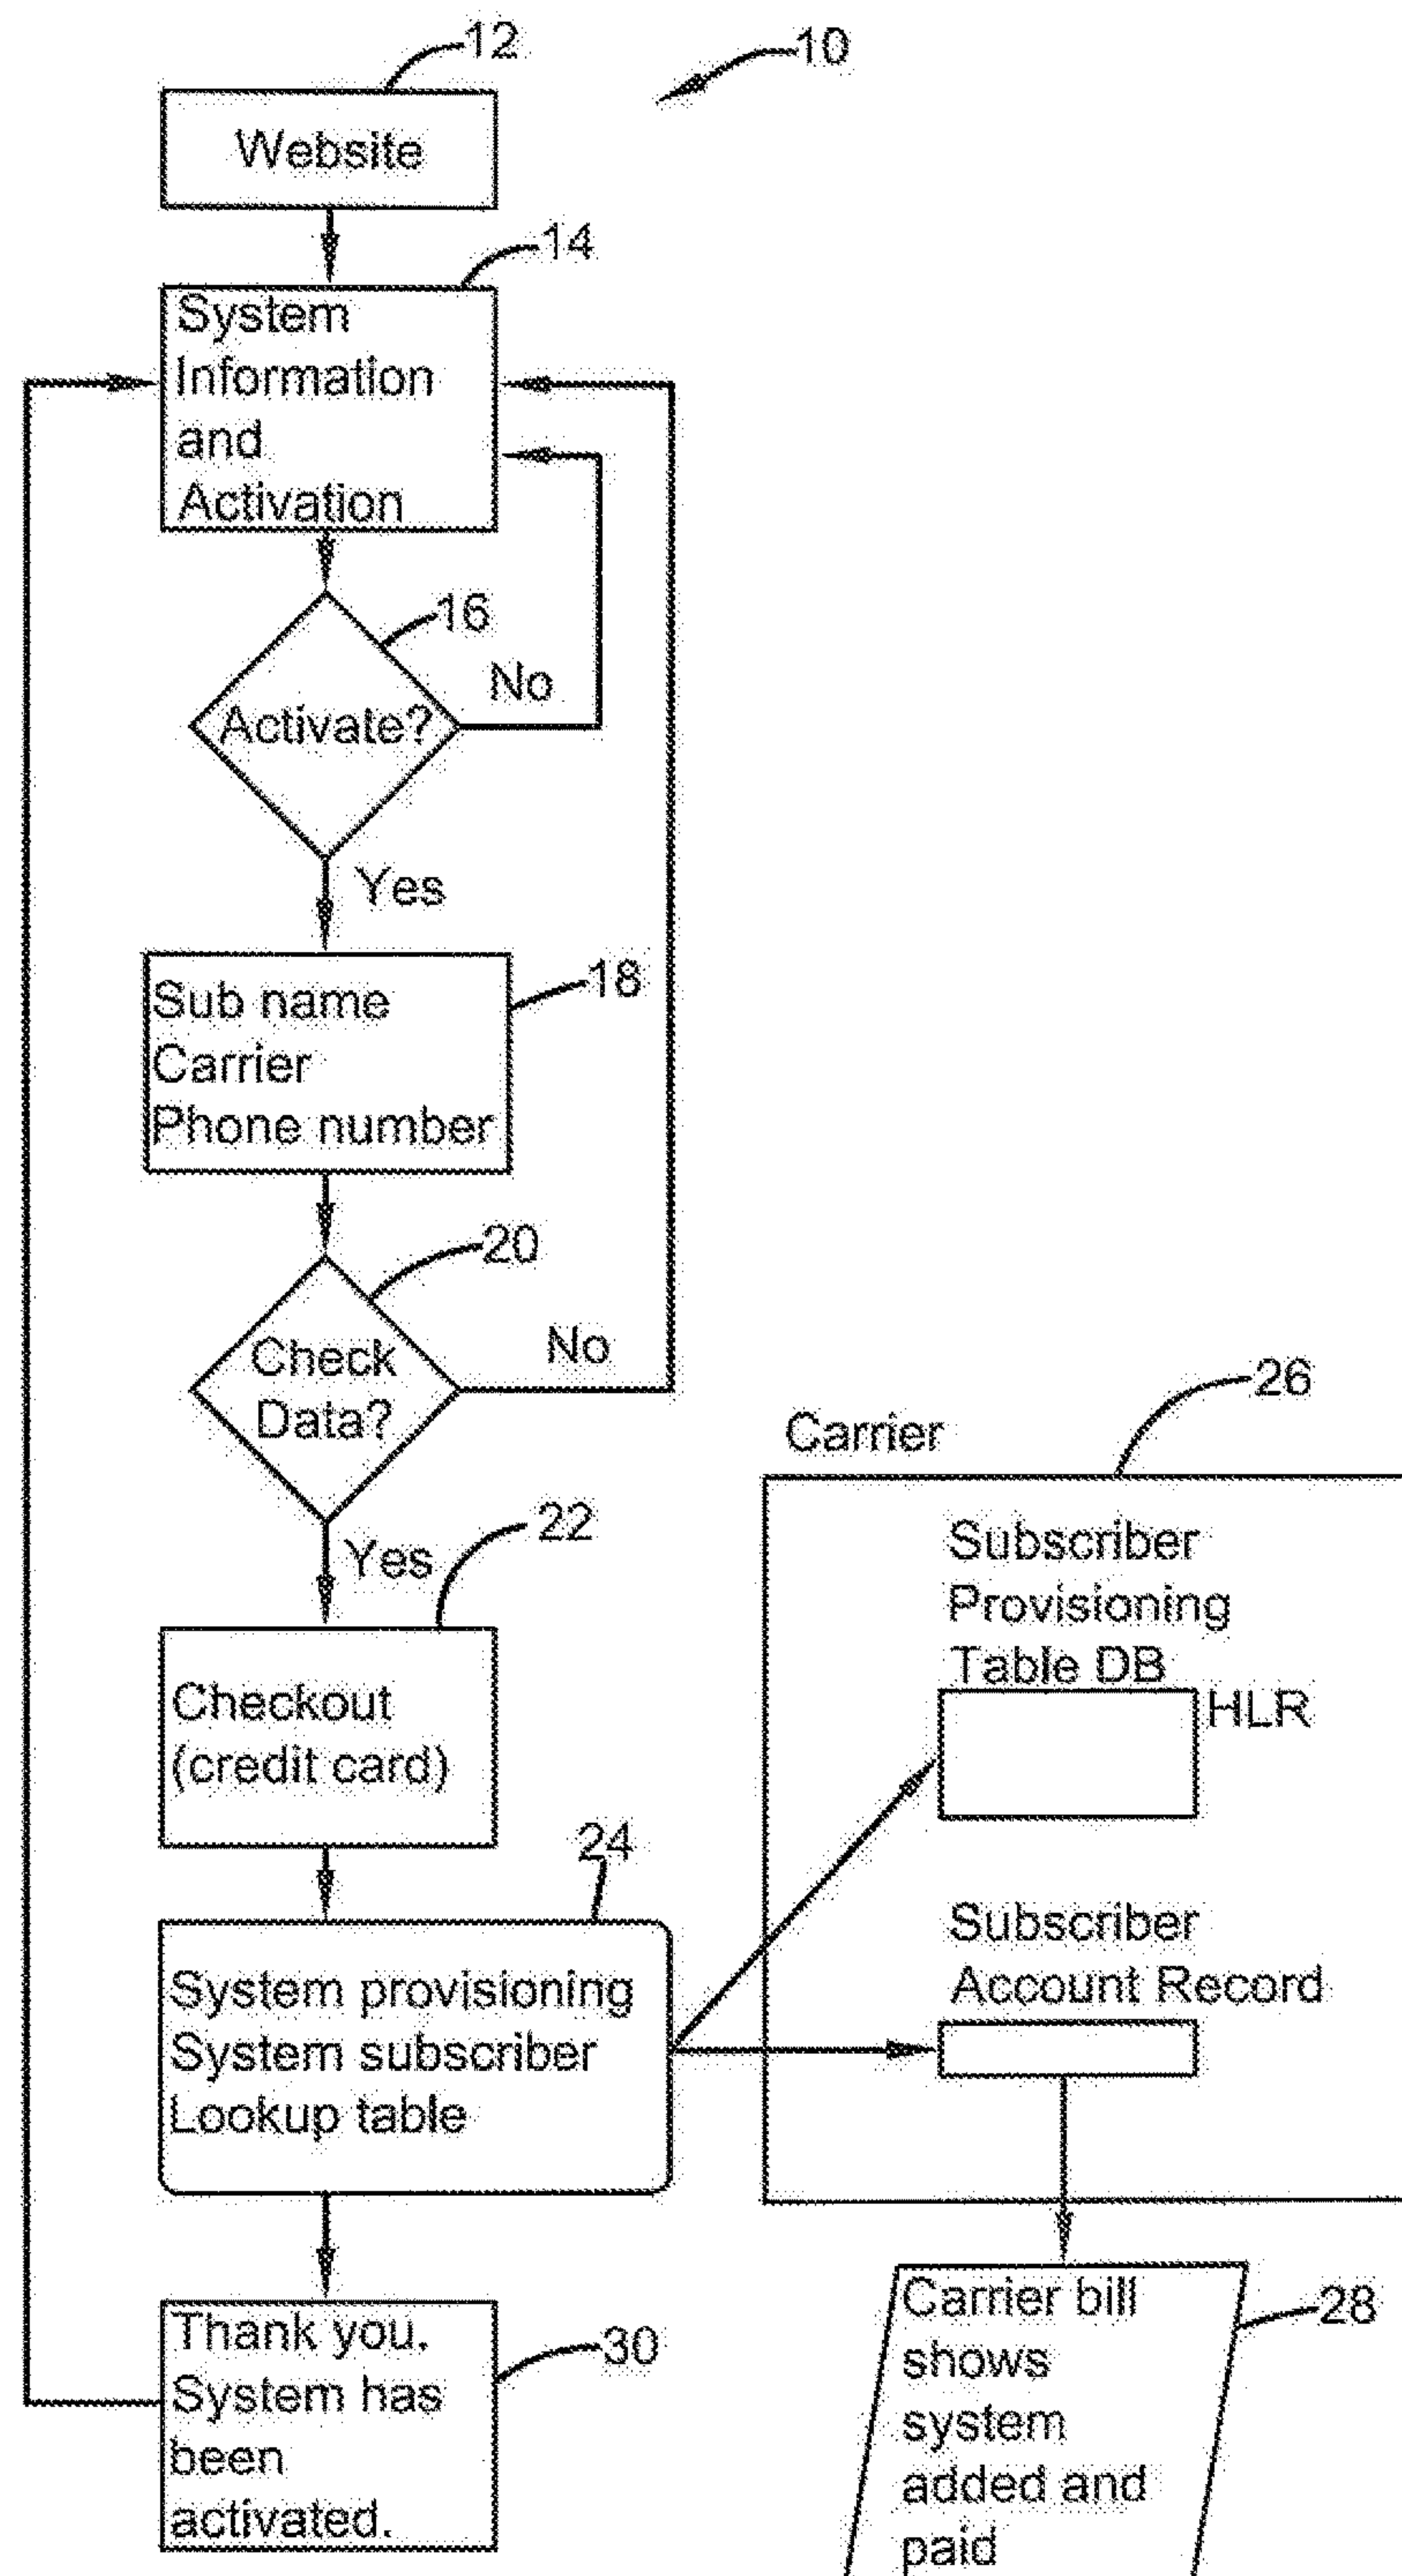 12
10
Website
14
System
Information
and
Activation
16
No
Activate?
Yes
18
Sub name
Carrier
Phone number
20
No
Check
Data?
Yes
22
Checkout
(credit card)
24
System provisioning
System subscriber
Lookup table
30
Thank you.
System has
been
activated.
26
Carrier
Subscriber
Provisioning
Table DB
HLR
Subscriber
Account Record
28
Carrier bill
shows
system
added and
paid